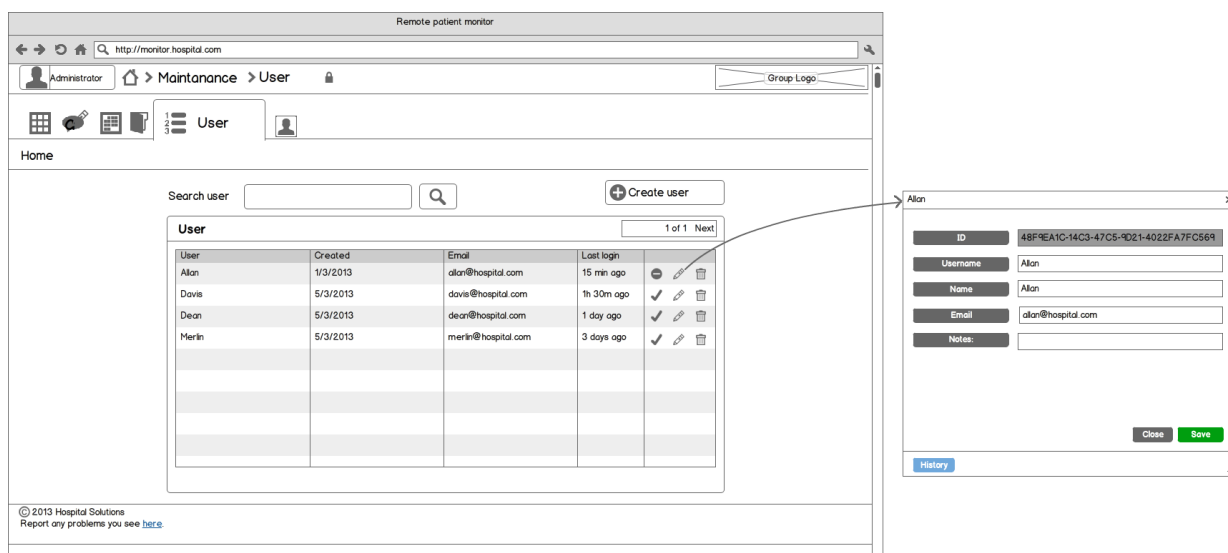 Remote patient monitor
http://monitor.hospital.com
Administrator > Maintanance > User
Group Logo
1 2 3 User
Home
Search user
Create user
User 1 of 1 Next
User Created Email Last login
Allan 1/3/2013 allan@hospital.com 15 min ago
Davis 5/3/2013 davis@hospital.com 1h 30m ago
Dean 5/3/2013 dean@hospital.com 1 day ago
Merlin 5/3/2013 merlin@hospital.com 3 days ago
© 2013 Hospital Solutions
Report any problems you see here.
Allan
ID 48F9EA1C-14C3-47C5-9D21-4022FA7FC569
Username Allan
Name Allan
Email allan@hospital.com
Notes:
Close Save
History